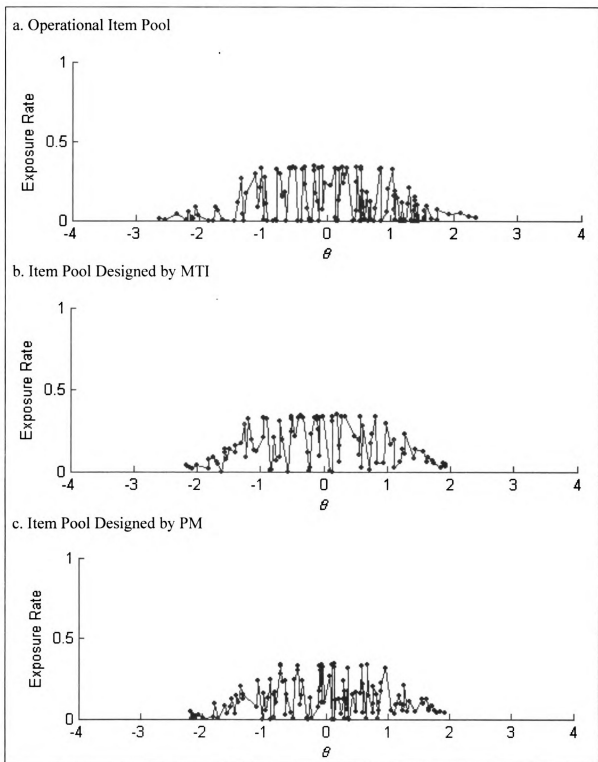 a. Operational Item Pool
1
0.5
0
Exposure Rate
-4 -3 -2 -1 0 1 2 3 4
θ
b. Item Pool Designed by MTI
1
0.5
0
Exposure Rate
-4 -3 -2 -1 0 1 2 3 4
θ
c. Item Pool Designed by PM
1
0.5
0
Exposure Rate
-4 -3 -2 -1 0 1 2 3 4
θ